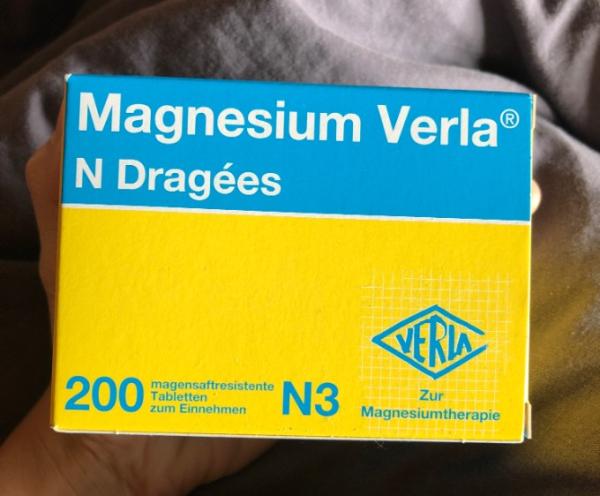 Magnesium Verla®
N Dragées
VERLA
200 magensaftresistente
Tabletten
zum Einnehmen
N3
Zur
Magnesiumtherapie